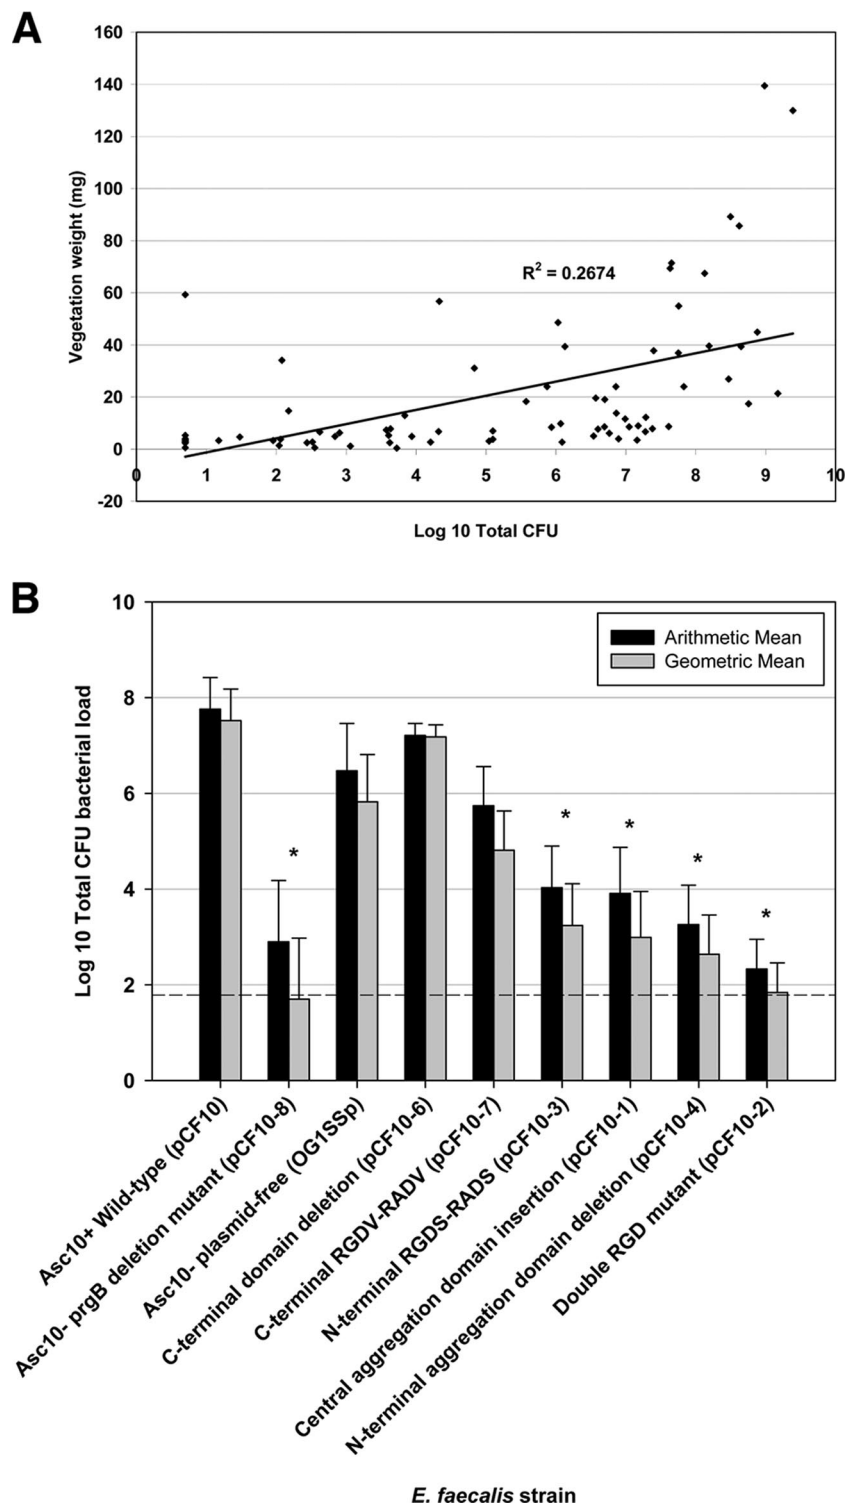 A
160
140
120
100
80
60
40
20
0
-20
Vegetation weight (mg)
R2 = 0.2674
0 1 2 3 4 5 6 7 8 9 10
Log 10 Total CFU
B
10
8
6
4
2
0
Log 10 Total CFU bacterial load
Arithmetic Mean
Geometric Mean
*
*
*
*
*
Asc10+ Wild-type (pCF10)
Asc10- prgB deletion mutant (pCF10-8)
Asc10- plasmid-free (OG1SSp)
C-terminal domain deletion (pCF10-6)
C-terminal RGDV-RADV (pCF10-7)
N-terminal RGDS-RADS (pCF10-3)
Central aggregation domain insertion (pCF10-1)
N-terminal aggregation domain deletion (pCF10-4)
Double RGD mutant (pCF10-2)
E. faecalis strain